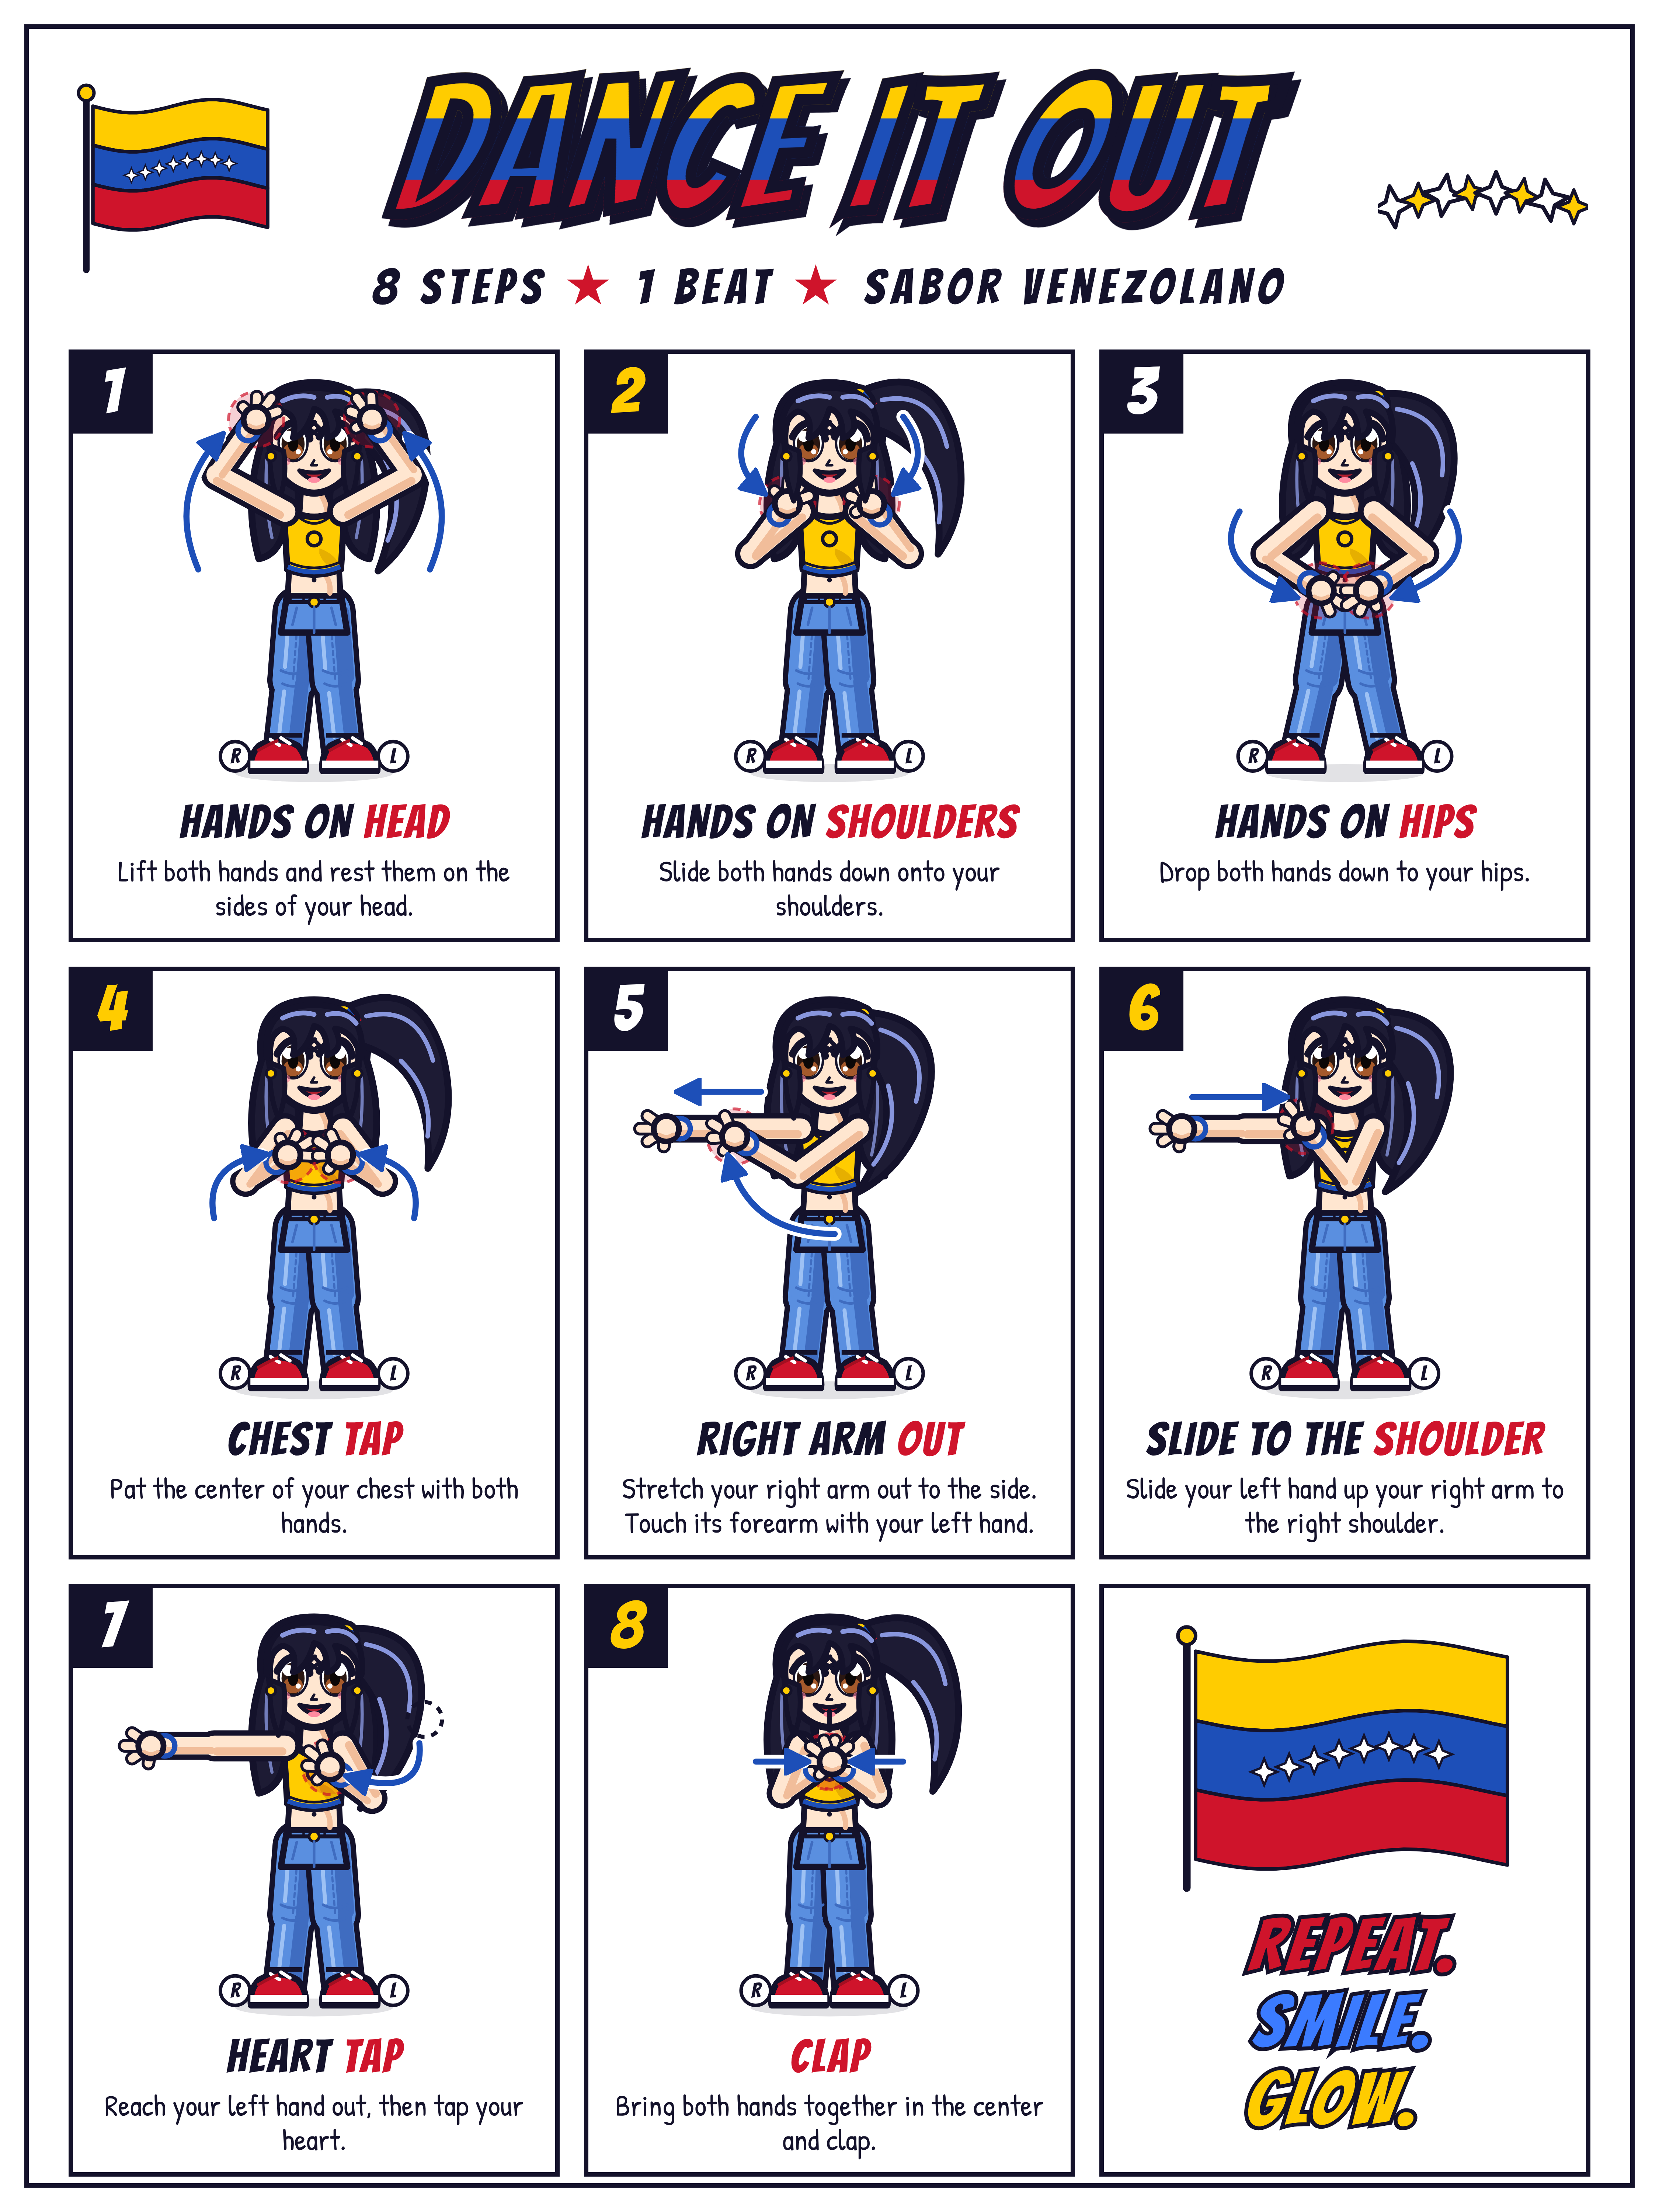 DANCE IT OUT
8 STEPS ★ 1 BEAT ★ SABOR VENEZOLANO
1
R L
HANDS ON HEAD
Lift both hands and rest them on the
sides of your head.
2
R L
HANDS ON SHOULDERS
Slide both hands down onto your
shoulders.
3
R L
HANDS ON HIPS
Drop both hands down to your hips.
4
R L
CHEST TAP
Pat the center of your chest with both
hands.
5
R L
RIGHT ARM OUT
Stretch your right arm out to the side.
Touch its forearm with your left hand.
6
R L
SLIDE TO THE SHOULDER
Slide your left hand up your right arm to
the right shoulder.
7
R L
HEART TAP
Reach your left hand out, then tap your
heart.
8
R L
CLAP
Bring both hands together in the center
and clap.
REPEAT.
SMILE.
GLOW.